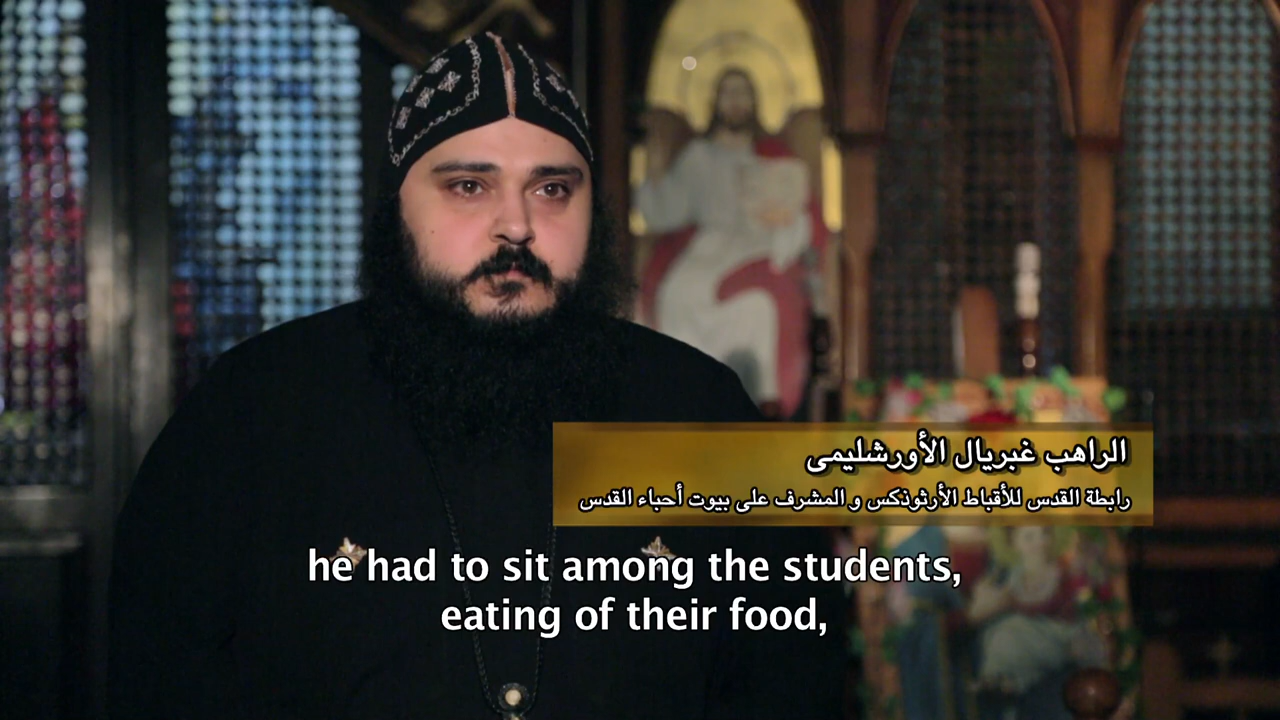 الراهب غبريال الأورشليمى
رابطة القدس للأقباط الأرثوذكس و المشرف على بيوت أحباء القدس
he had to sit among the students,
eating of their food,